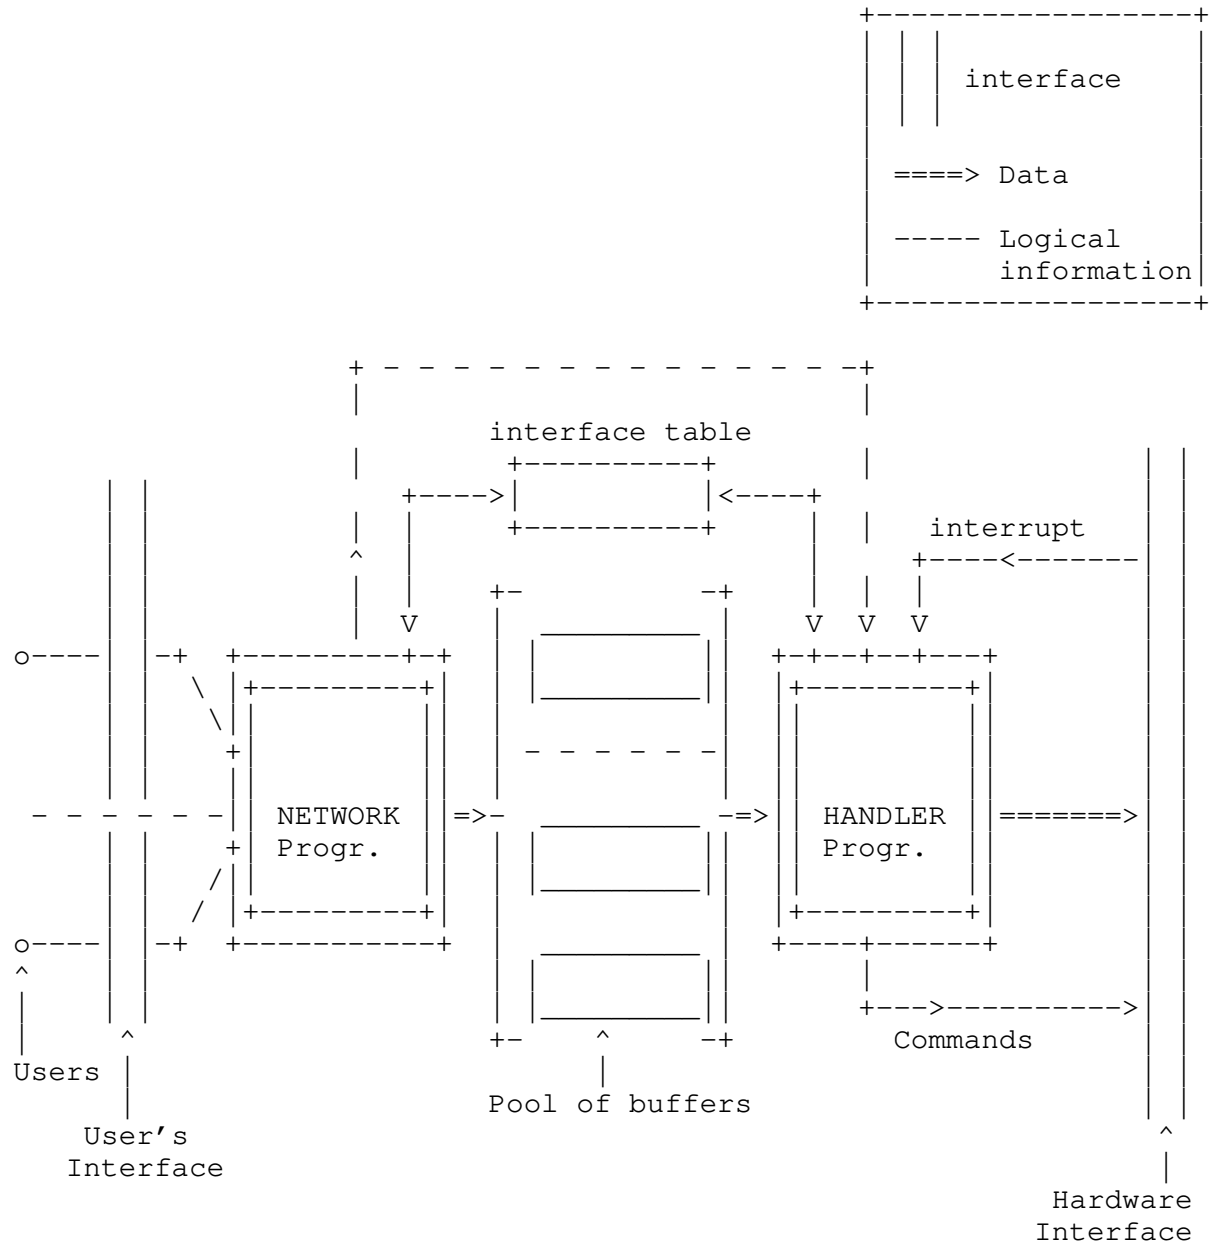 interface
====> Data
----- Logical
information
interface table
interrupt
NETWORK
Progr.
HANDLER
Progr.
Commands
Users
Pool of buffers
User's
Interface
Hardware
Interface